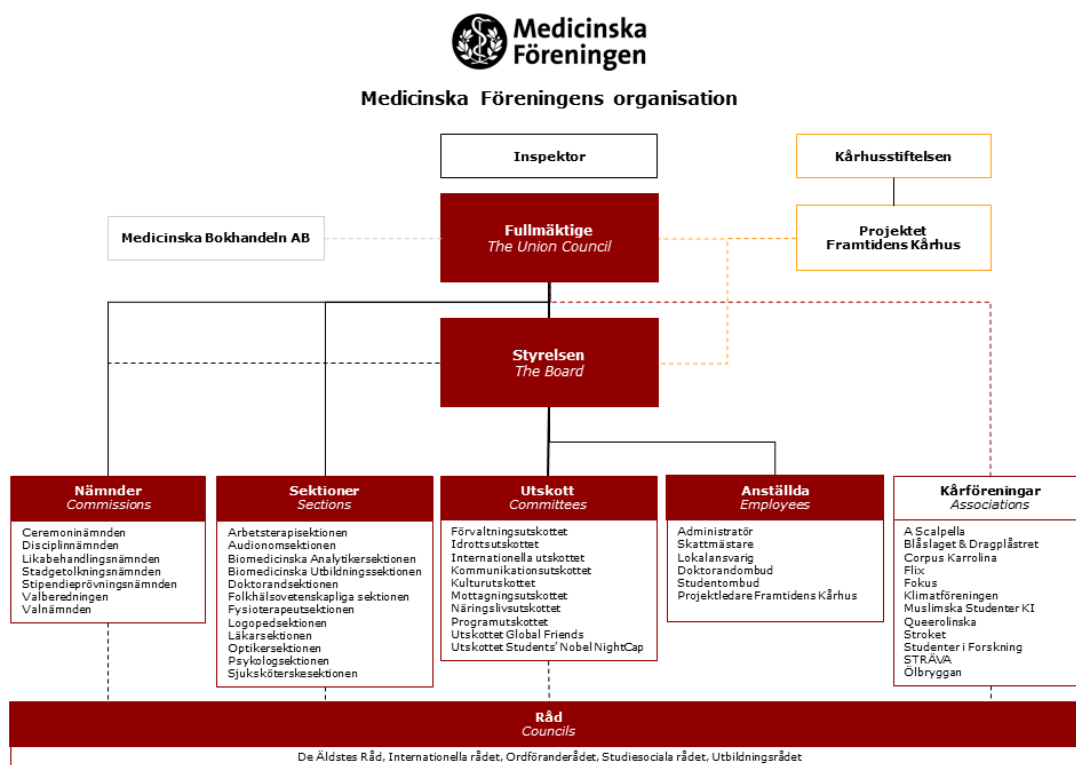 Medicinska
Föreningen
Medicinska Föreningens organisation
Inspektor
Kårhusstiftelsen
Medicinska Bokhandeln AB
Fullmäktige
The Union Council
Projektet
Framtidens Kårhus
Styrelsen
The Board
Nämnder
Commissions
Ceremoninämnden
Disciplinnämnden
Likabehandlingsnämnden
Stadgetolkningsnämnden
Stipendieprövningsnämnden
Valberedningen
Valnämnden
Sektioner
Sections
Arbetsterapisektionen
Audionomsektionen
Biomedicinska Analytikersektionen
Biomedicinska Utbildningssektionen
Doktorandsektionen
Folkhälsovetenskapliga sektionen
Fysioterapeutsektionen
Logopedsektionen
Läkarsektionen
Optikersektionen
Psykologsektionen
Sjuksköterskesektionen
Utskott
Committees
Förvaltningsutskottet
Idrottsutskottet
Internationella utskottet
Kommunikationsutskottet
Kulturutskottet
Mottagningsutskottet
Näringslivsutskottet
Programutskottet
Utskottet Global Friends
Utskottet Students' Nobel NightCap
Anställda
Employees
Administratör
Skattmästare
Lokalansvarig
Doktorandombud
Studentombud
Projektledare Framtidens Kårhus
Kårföreningar
Associations
A Scalpella
Blåslaget & Dragplåstret
Corpus Karrolina
Flix
Fokus
Klimatföreningen
Muslimska Studenter KI
Queerolinska
Stroket
Studenter i Forskning
STRÄVA
Ölbryggan
Råd
Councils
De Äldstes Råd, Internationella rådet, Ordföranderådet, Studiesociala rådet, Utbildningsrådet